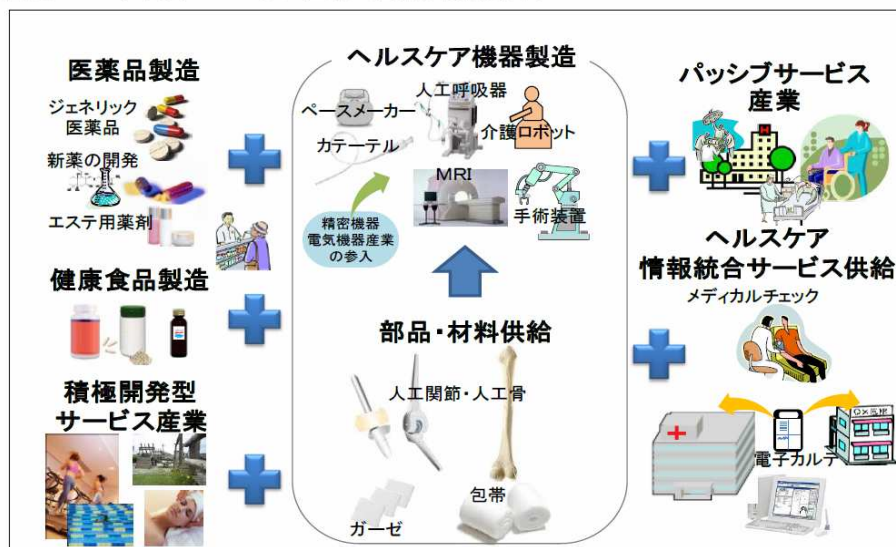 医薬品製造
ジェネリック
医薬品
新薬の開発
エステ用薬剤
健康食品製造
積極開発型
サービス産業
ヘルスケア機器製造
ペースメーカー
人工呼吸器
カテーテル
介護ロボット
MRI
手術装置
精密機器
電気機器産業
の参入
部品・材料供給
人工関節・人工骨
ガーゼ
包帯
パッシブサービス
産業
H
ヘルスケア
情報統合サービス供給
メディカルチェック
電子カルテ